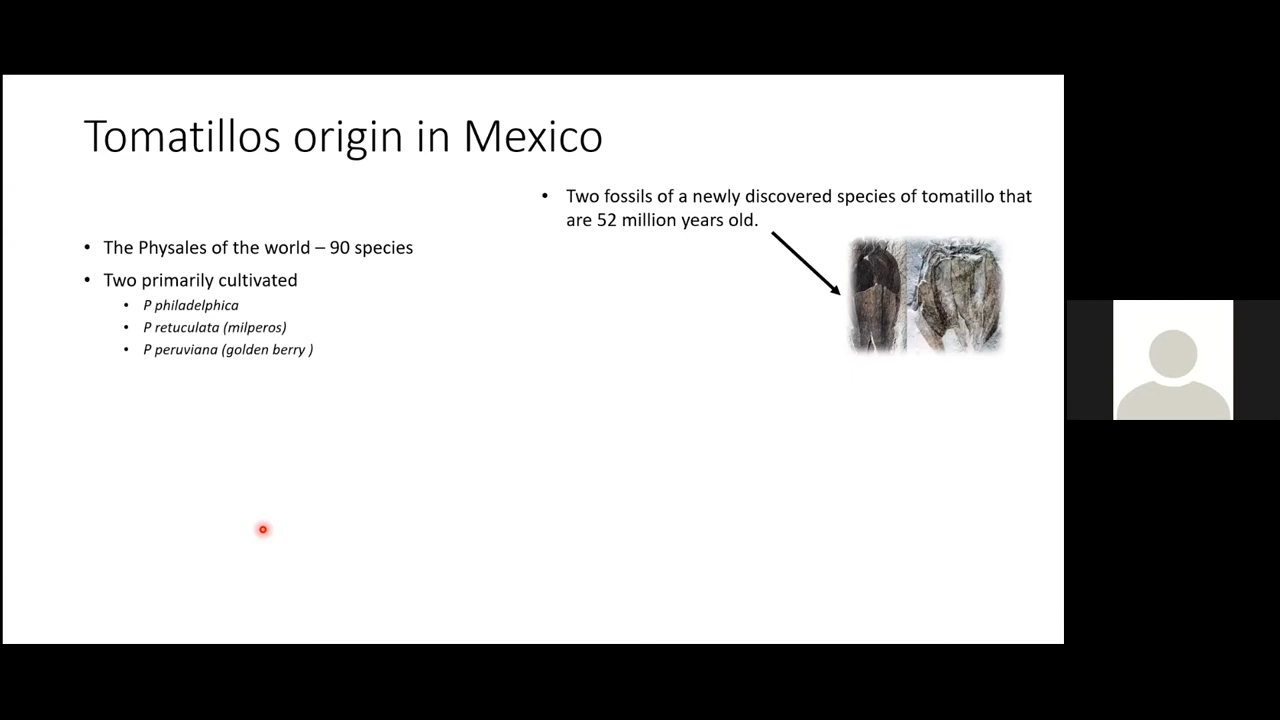 Tomatillos origin in Mexico
• The Physales of the world – 90 species
• Two primarily cultivated
• P philadelphica
• P retuculata (milperos)
• P peruviana (golden berry )
• Two fossils of a newly discovered species of tomatillo that
are 52 million years old.